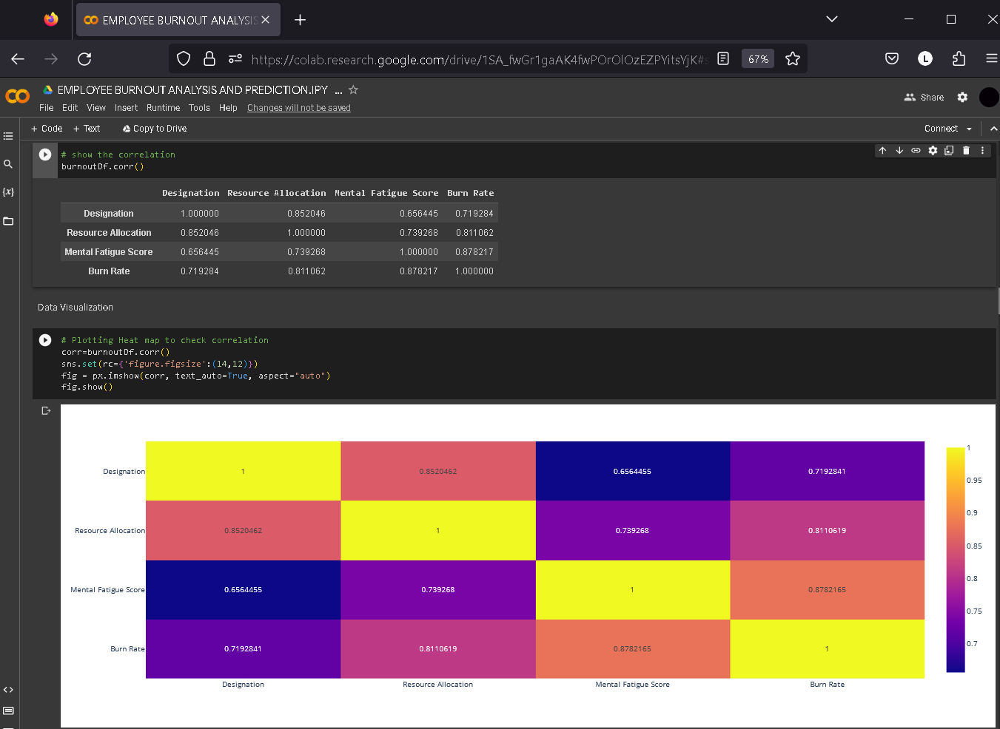 EMPLOYEE BURNOUT ANALYSIS
https://colab.research.google.com/drive/1SA_fwGr1gaAK4fwPOrOlOzEZPYitsYjK#s
67%
L
EMPLOYEE BURNOUT ANALYSIS AND PREDICTION.IPY ...
Share
File Edit View Insert Runtime Tools Help Changes will not be saved
+ Code + Text Copy to Drive
Connect
{x}
# show the correlation
burnoutDf.corr()
Designation Resource Allocation Mental Fatigue Score Burn Rate
Designation 1.000000 0.852046 0.656445 0.719284
Resource Allocation 0.852046 1.000000 0.739268 0.811062
Mental Fatigue Score 0.656445 0.739268 1.000000 0.878217
Burn Rate 0.719284 0.811062 0.878217 1.000000
Data Visualization
# Plotting Heat map to check correlation
corr=burnoutDf.corr()
sns.set(rc={'figure.figsize':(14,12)})
fig = px.imshow(corr, text_auto=True, aspect="auto")
fig.show()
Designation 1 0.8520462 0.6564455 0.7192841
Resource Allocation 0.8520462 1 0.739268 0.8110619
Mental Fatigue Score 0.6564455 0.739268 1 0.8782165
Burn Rate 0.7192841 0.8110619 0.8782165 1
Designation Resource Allocation Mental Fatigue Score Burn Rate
1
0.95
0.9
0.85
0.8
0.75
0.7